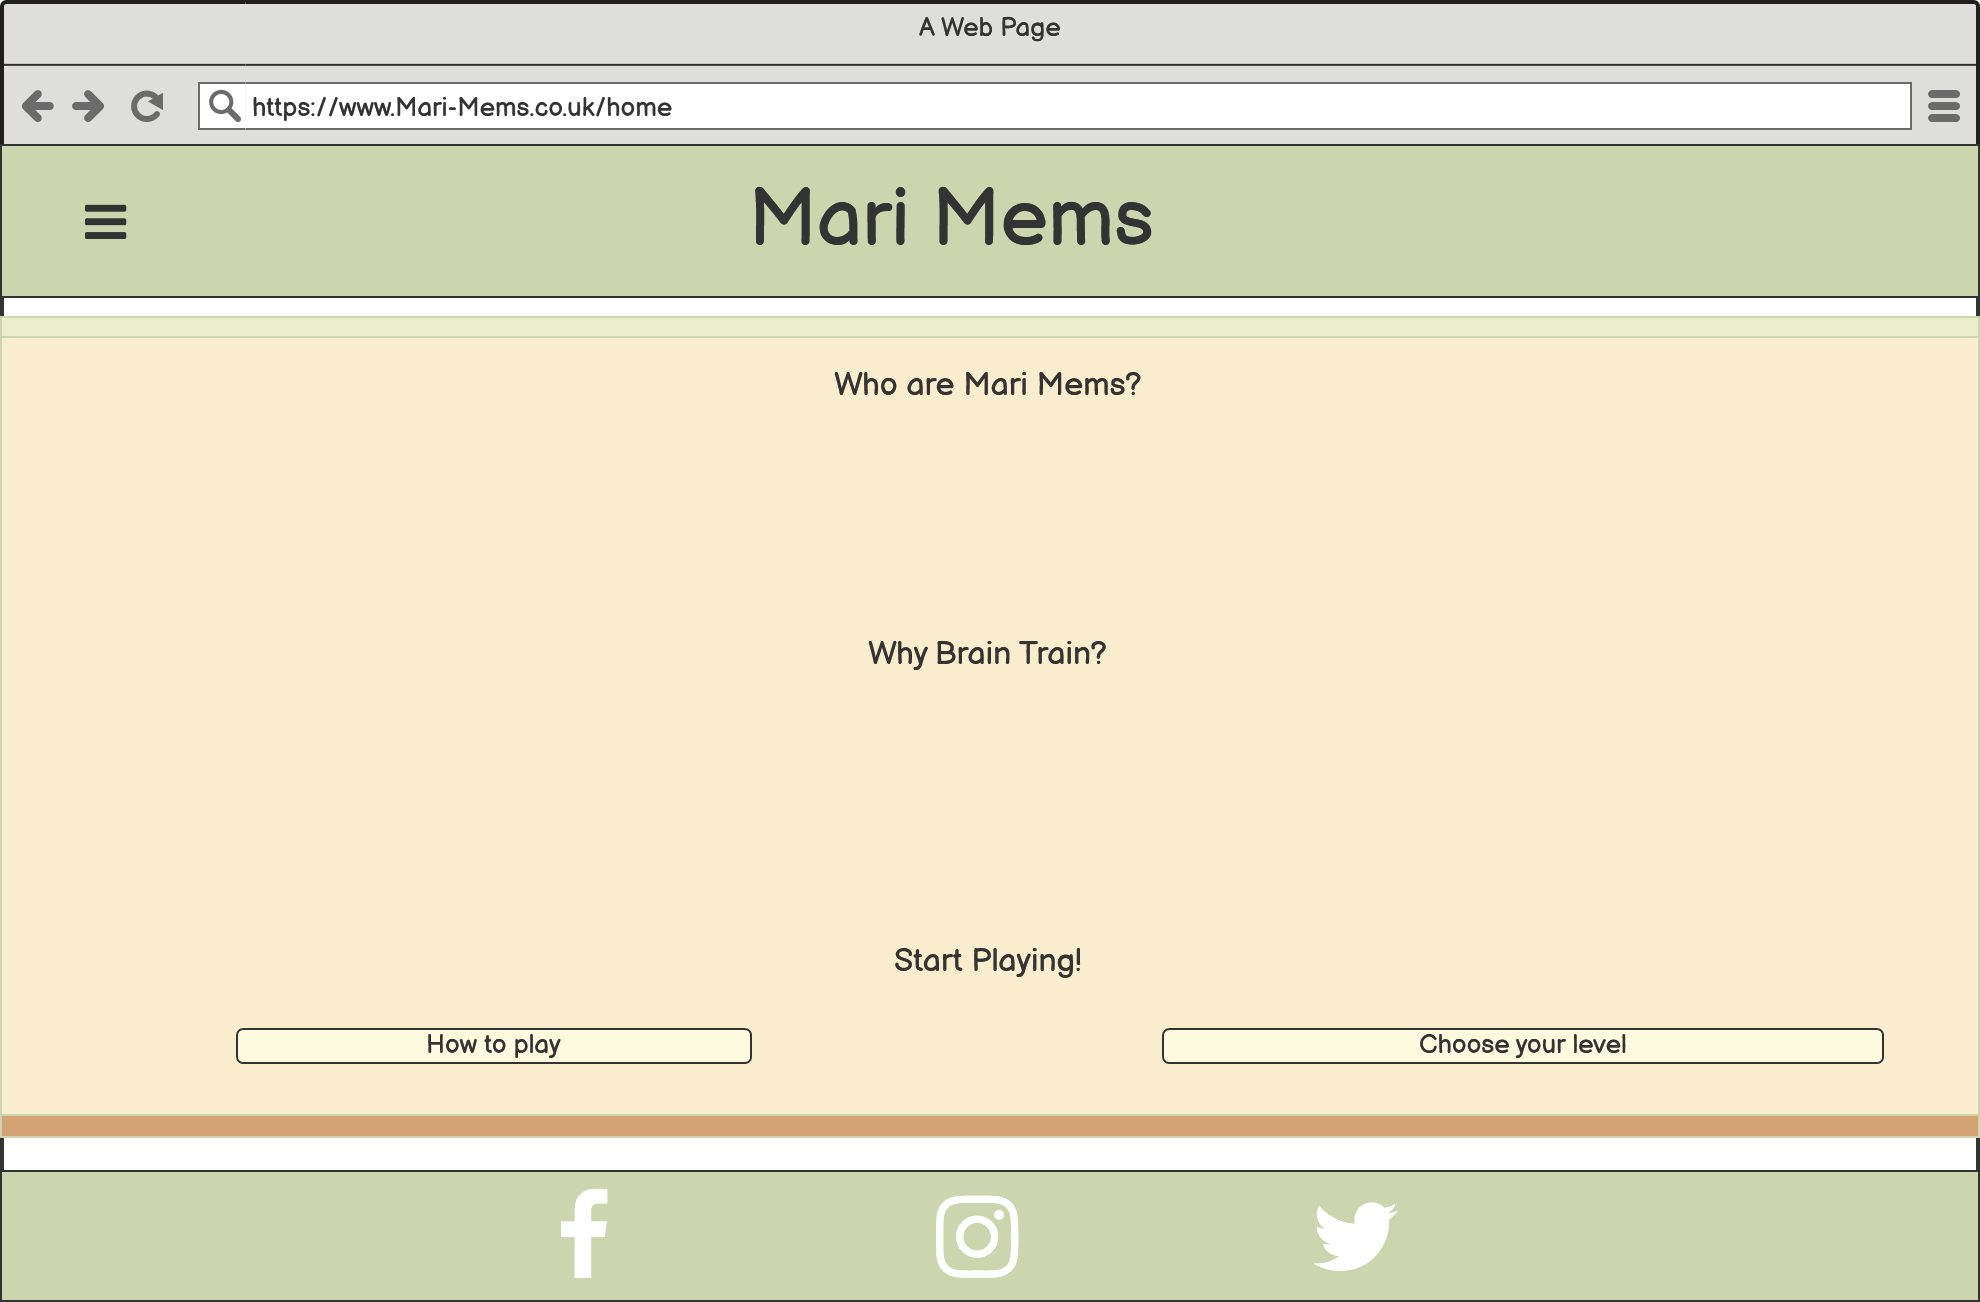 A Web Page
https://www.Mari-Mems.co.uk/home
Mari Mems
Who are Mari Mems?
Why Brain Train?
Start Playing!
How to play
Choose your level